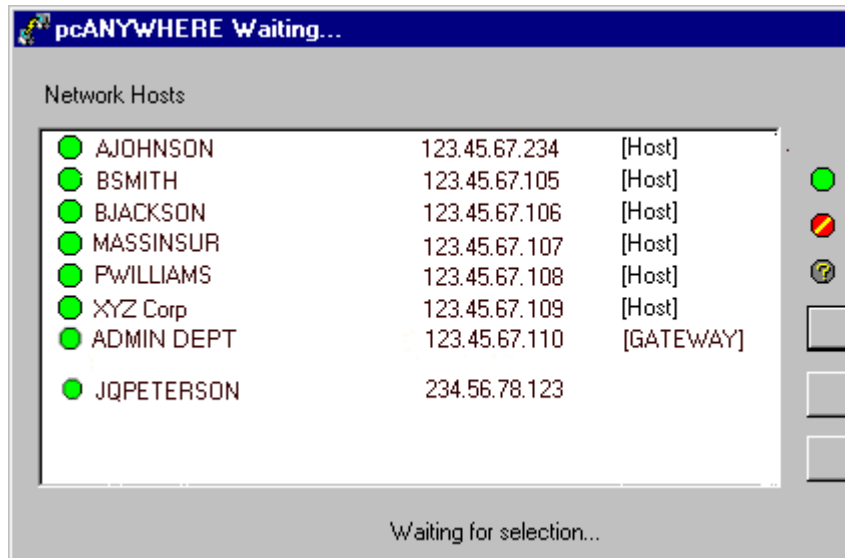 pcANYWHERE Waiting...
Network Hosts
AJOHNSON 123.45.67.234 [Host]
BSMITH 123.45.67.105 [Host]
BJACKSON 123.45.67.106 [Host]
MASSINSUR 123.45.67.107 [Host]
PWILLIAMS 123.45.67.108 [Host]
XYZ Corp 123.45.67.109 [Host]
ADMIN DEPT 123.45.67.110 [GATEWAY]
JQPETERSON 234.56.78.123
Waiting for selection...